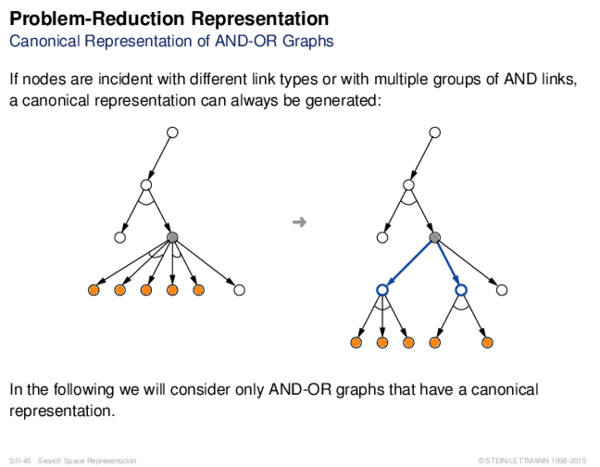 Problem-Reduction Representation
Canonical Representation of AND-OR Graphs
If nodes are incident with different link types or with multiple groups of AND links,
a canonical representation can always be generated:
In the following we will consider only AND-OR graphs that have a canonical
representation.
S:II-45 Search Space Representation
©STEIN/LETTMANN 1998-2015